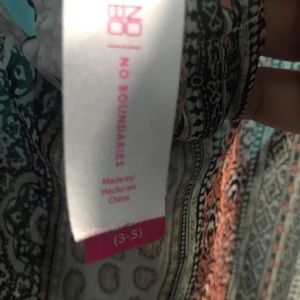 NO
BO
NO BOUNDARIES
Made in/
Hecho en
China
(3-5)